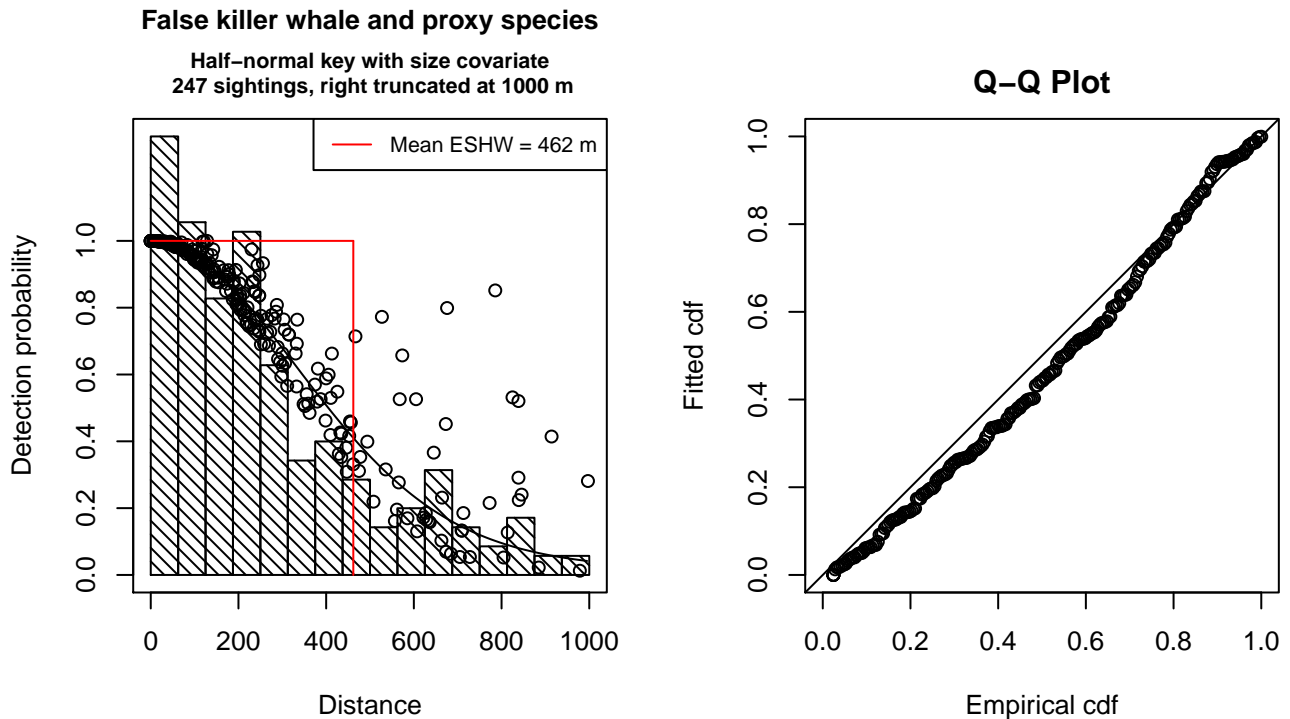 False killer whale and proxy species
Half−normal key with size covariate
247 sightings, right truncated at 1000 m
Mean ESHW = 462 m
Detection probability
1.0
0.8
0.6
0.4
0.2
0.0
0 200 400 600 800 1000
Distance
Q−Q Plot
Fitted cdf
1.0
0.8
0.6
0.4
0.2
0.0
0.0 0.2 0.4 0.6 0.8 1.0
Empirical cdf